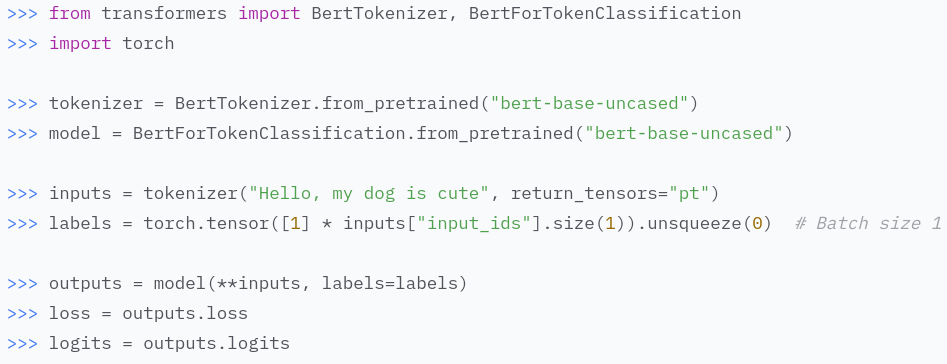 >>> from transformers import BertTokenizer, BertForTokenClassification
>>> import torch
>>> tokenizer = BertTokenizer.from_pretrained("bert-base-uncased")
>>> model = BertForTokenClassification.from_pretrained("bert-base-uncased")
>>> inputs = tokenizer("Hello, my dog is cute", return_tensors="pt")
>>> labels = torch.tensor([1] * inputs["input_ids"].size(1)).unsqueeze(0)  # Batch size 1
>>> outputs = model(**inputs, labels=labels)
>>> loss = outputs.loss
>>> logits = outputs.logits